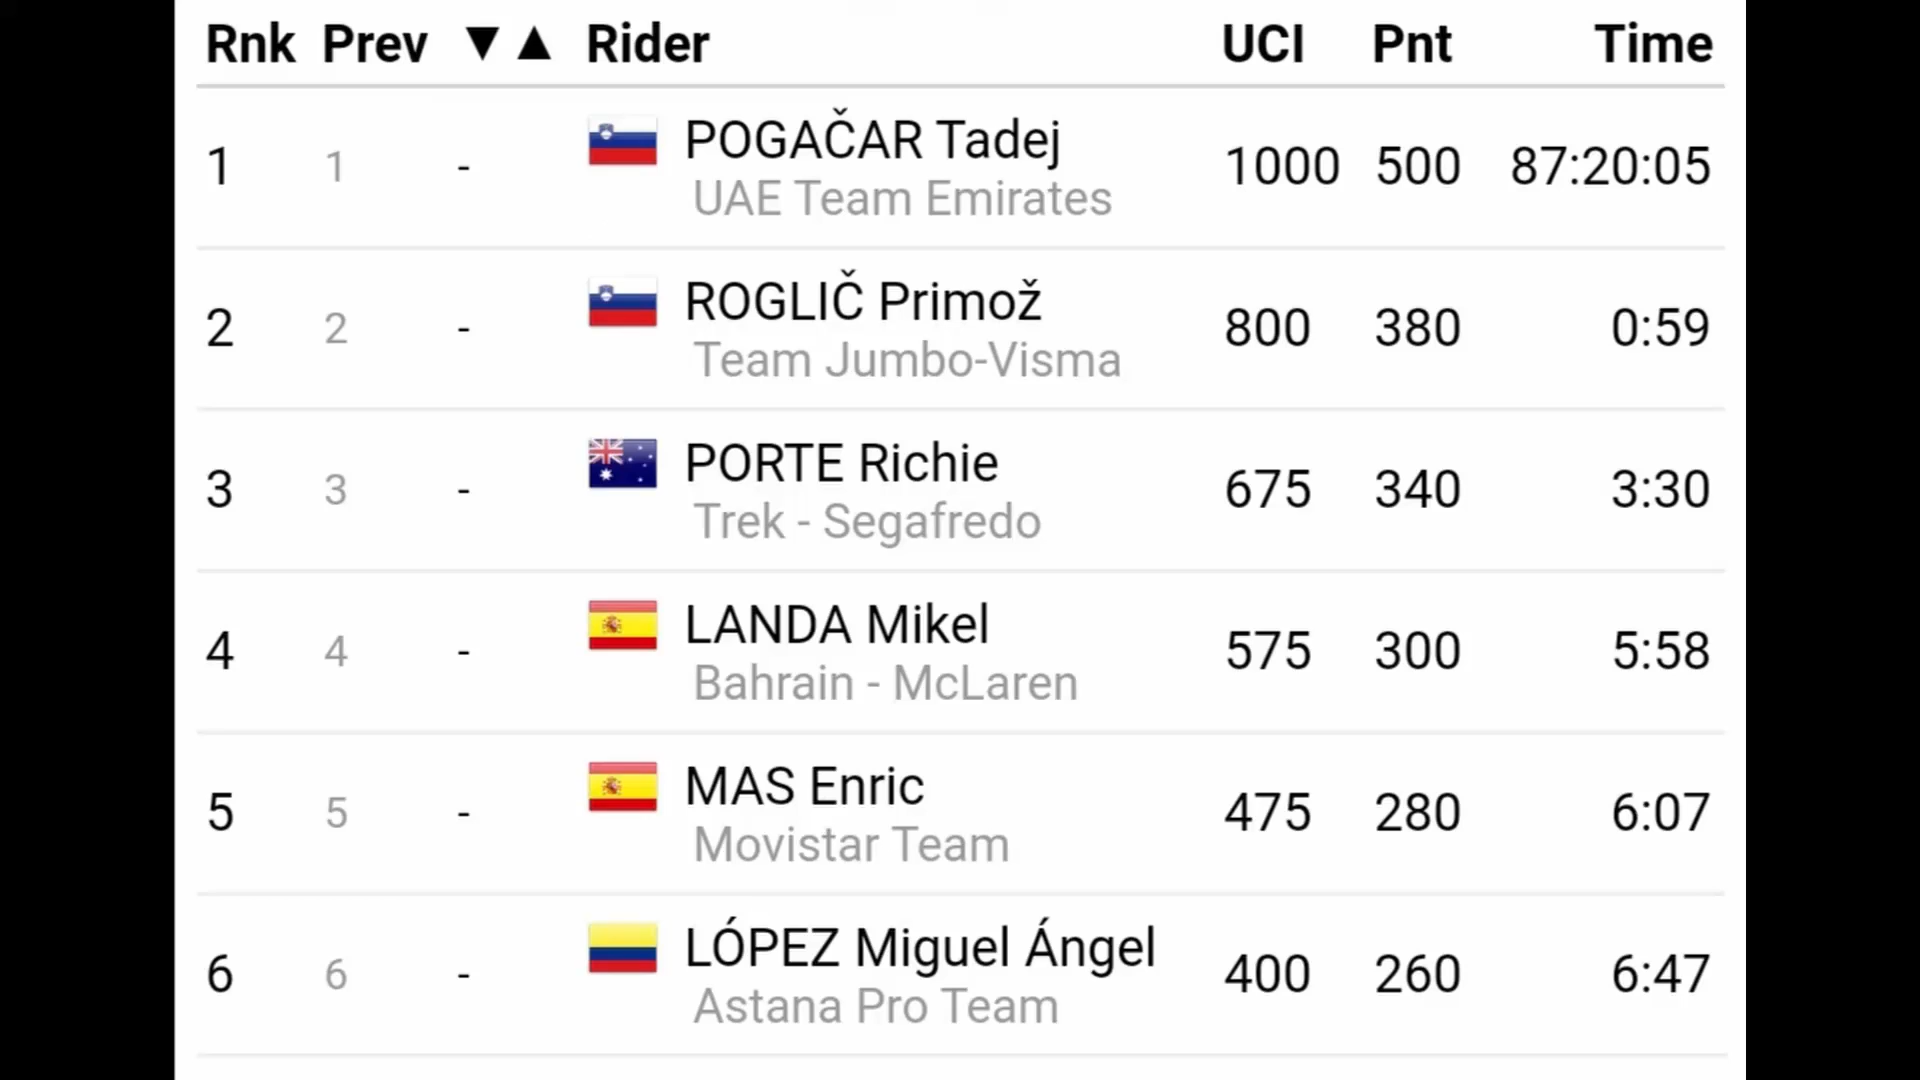 Rnk Prev ▼▲ Rider UCI Pnt Time
1 1 - POGAČAR Tadej 1000 500 87:20:05
UAE Team Emirates
2 2 - ROGLIČ Primož 800 380 0:59
Team Jumbo-Visma
3 3 - PORTE Richie 675 340 3:30
Trek - Segafredo
4 4 - LANDA Mikel 575 300 5:58
Bahrain - McLaren
5 5 - MAS Enric 475 280 6:07
Movistar Team
6 6 - LÓPEZ Miguel Ángel 400 260 6:47
Astana Pro Team